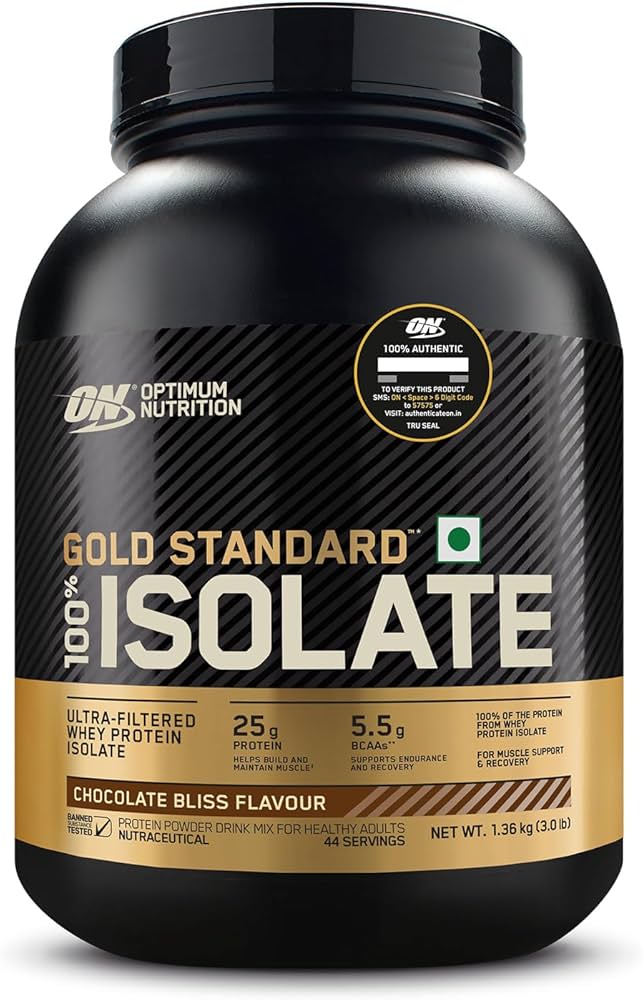 ON
100% AUTHENTIC
TO VERIFY THIS PRODUCT
SMS: ON < Space > 6 Digit Code
to 57575 or
VISIT: authenticateon.in
TRU SEAL
ON® OPTIMUM
NUTRITION
GOLD STANDARD™*
100% ISOLATE
ULTRA-FILTERED
WHEY PROTEIN
ISOLATE
25g
PROTEIN
HELPS BUILD AND
MAINTAIN MUSCLE‡
5.5g
BCAAs**
SUPPORTS ENDURANCE
AND RECOVERY
100% OF THE PROTEIN
FROM WHEY
PROTEIN ISOLATE
FOR MUSCLE SUPPORT
& RECOVERY
CHOCOLATE BLISS FLAVOUR
BANNED
SUBSTANCE
TESTED
PROTEIN POWDER DRINK MIX FOR HEALTHY ADULTS
NUTRACEUTICAL
44 SERVINGS
NET WT. 1.36 kg (3.0 lb)